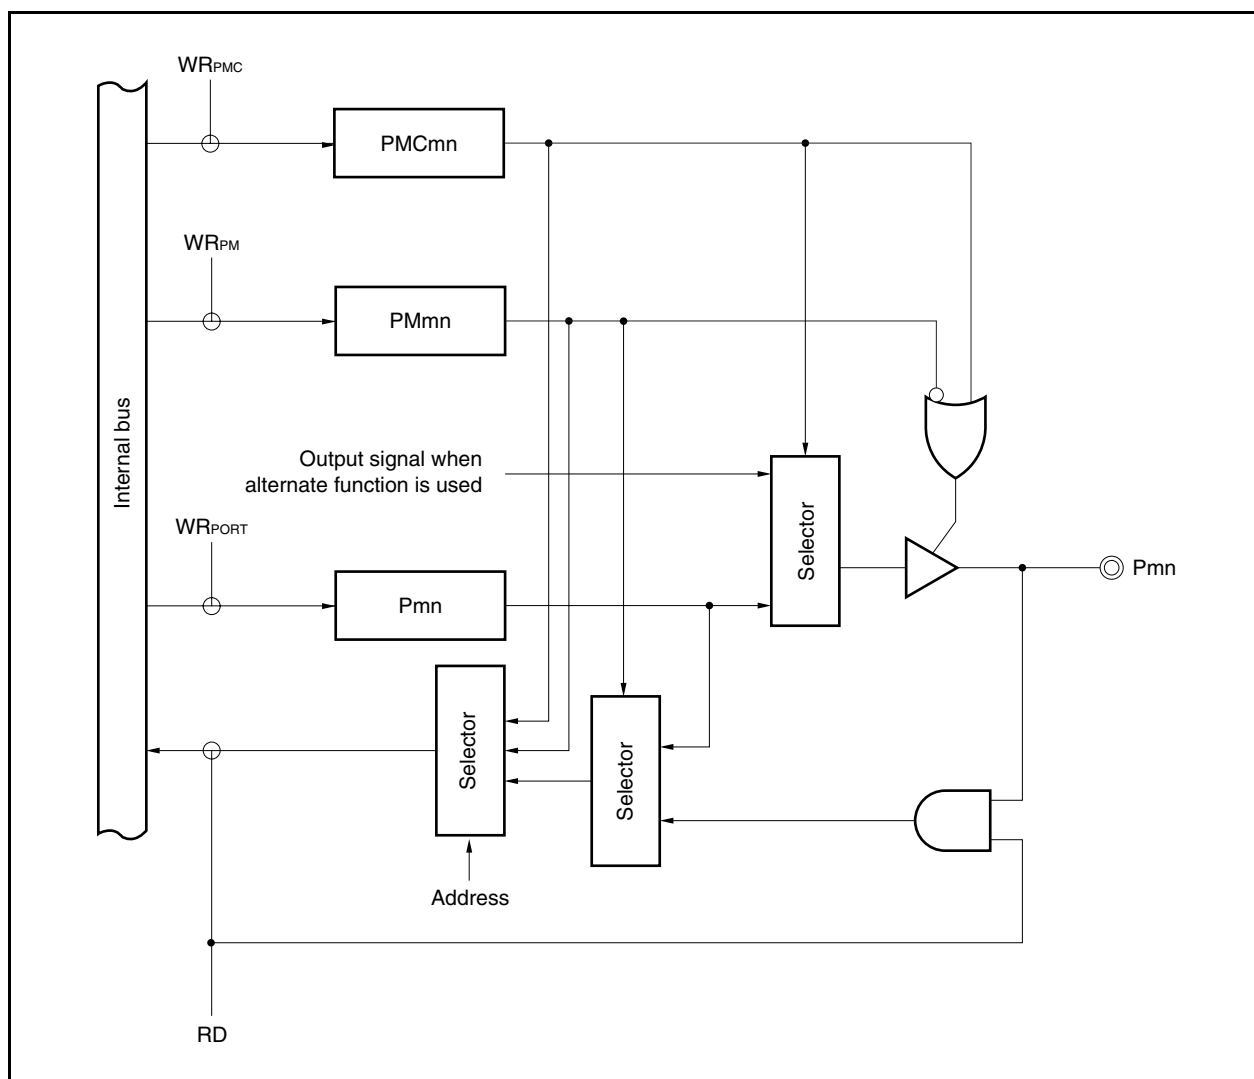 WRPMC
PMCmn
WRPM
PMmn
Internal bus
Output signal when
alternate function is used
Selector
WRPORT
Pmn
Pmn
Selector
Selector
Address
RD